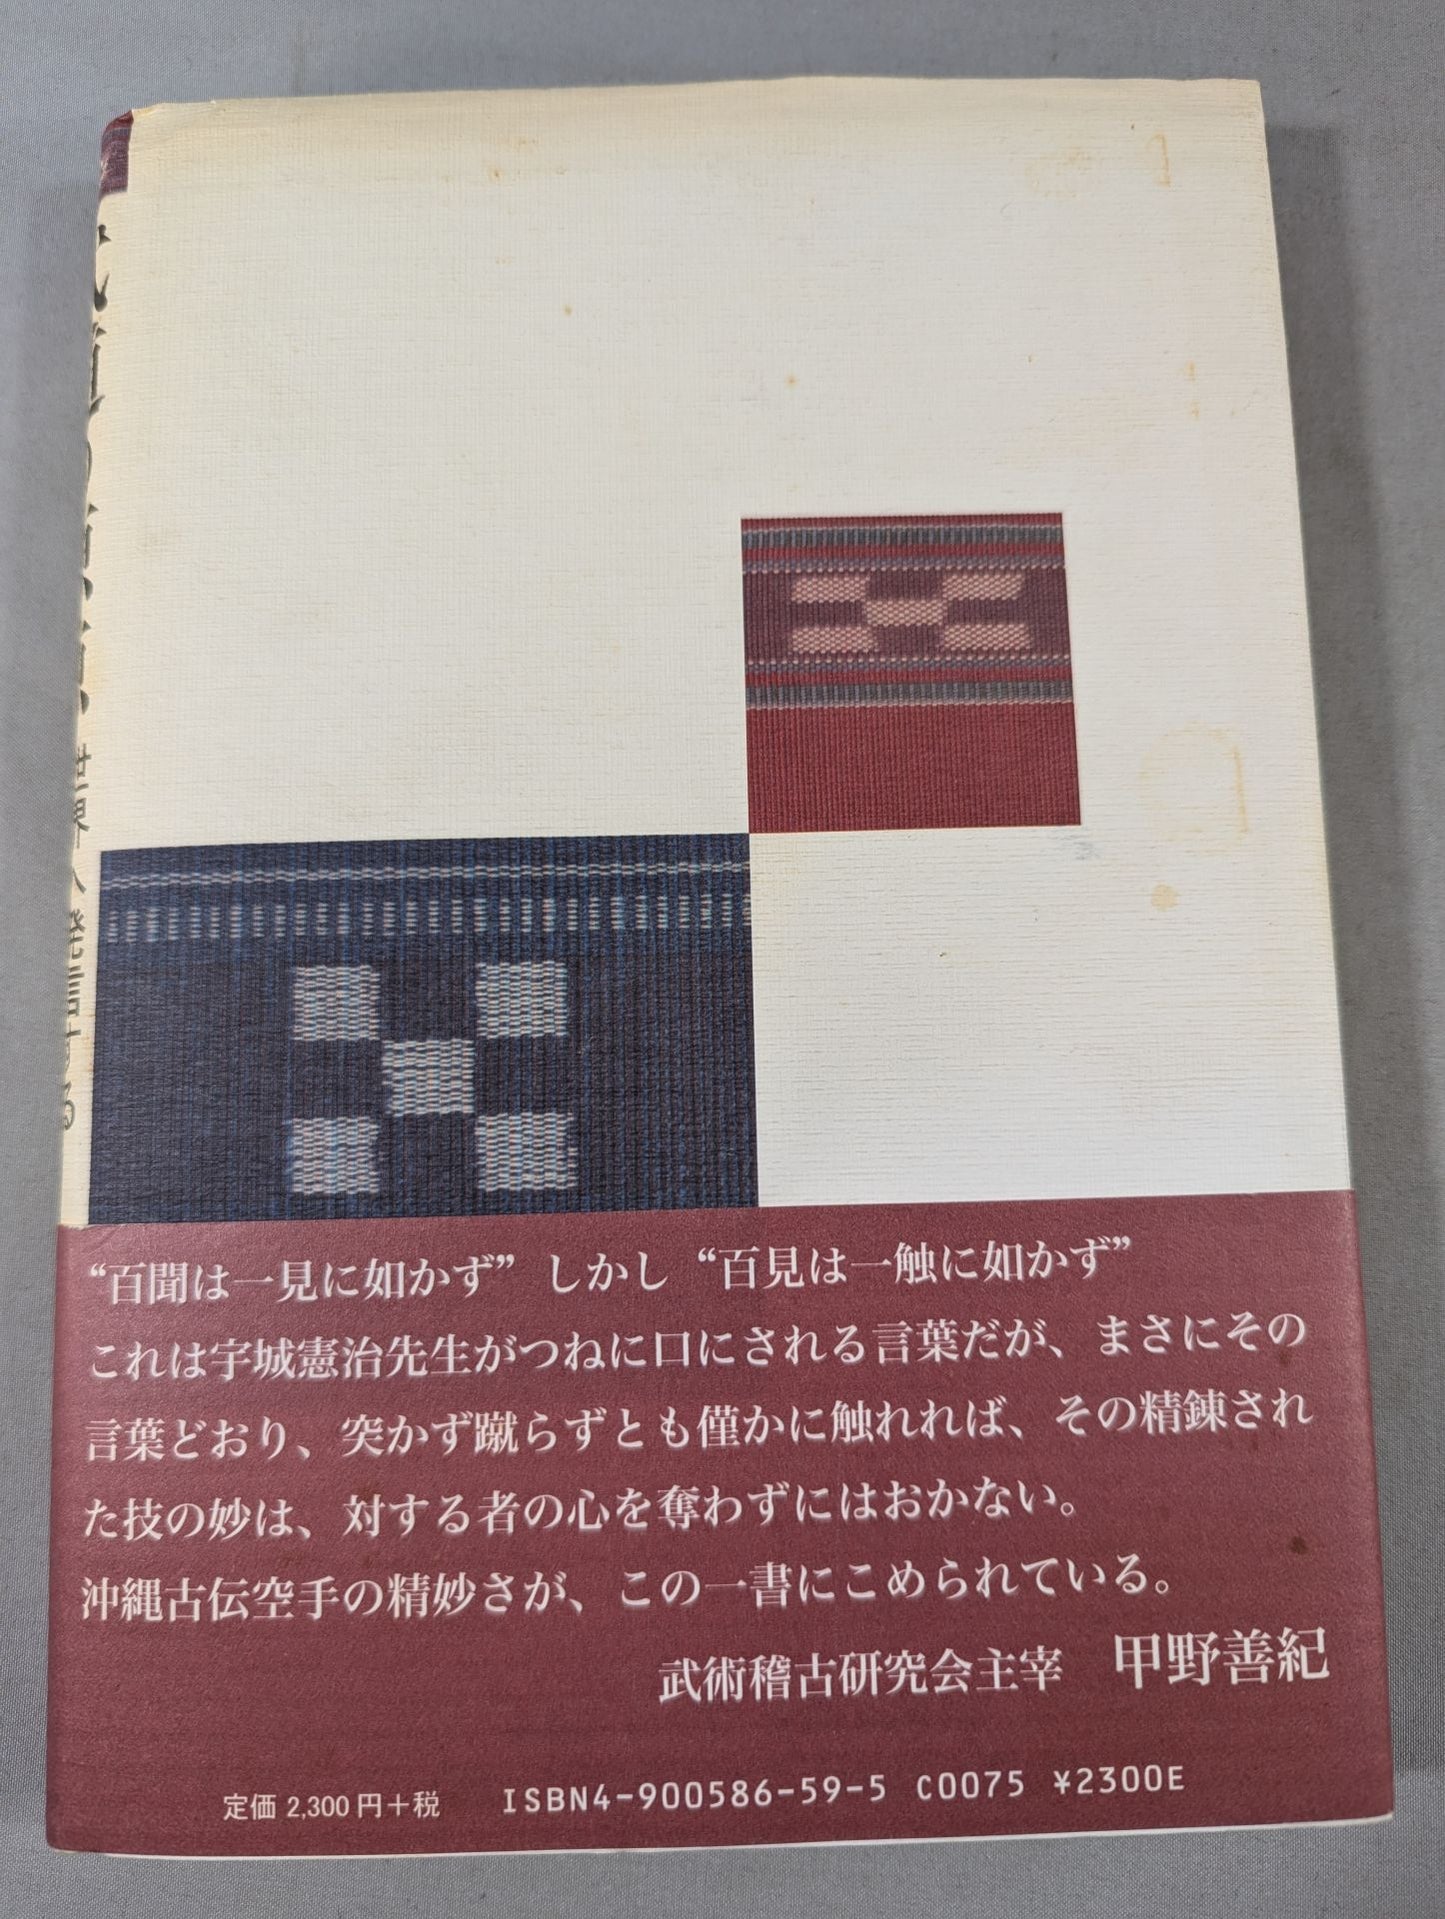 “百聞は一見に如かず” しかし “百見は一触に如かず”
これは宇城憲治先生がつねに口にされる言葉だが、まさにその
言葉どおり、突かず蹴らずとも僅かに触れれば、その精錬され
た技の妙は、対する者の心を奪わずにはおかない。
沖縄古伝空手の精妙さが、この一書にこめられている。
武術稽古研究会主宰 甲野善紀
定価 2,300円＋税 ISBN4-900586-59-5 C0075 ¥2300E